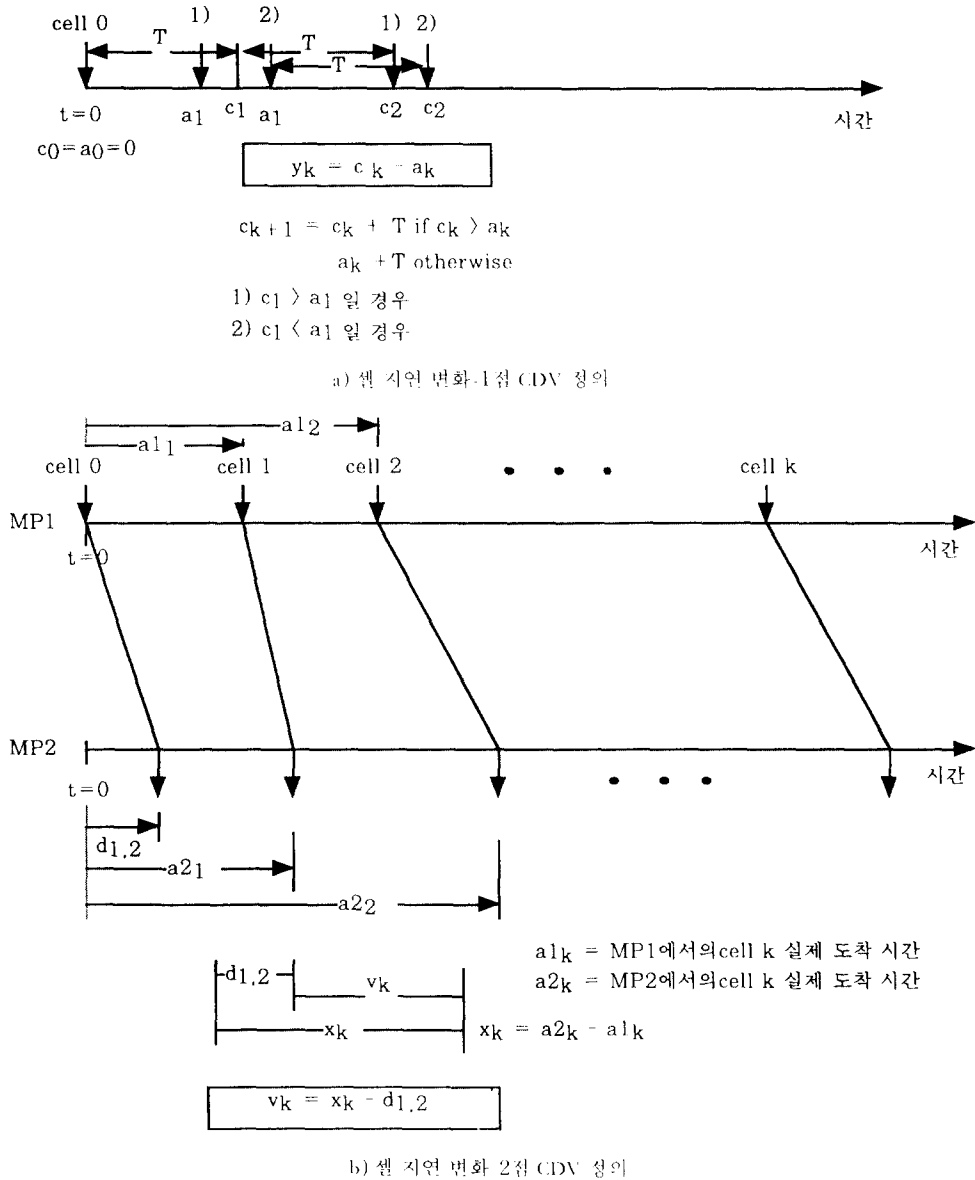 cell 0 1) 2) 1) 2)
T T
T
t=0 a1 c1 a1 c2 c2 시간
c0=a0=0
yk = ck - ak
ck+1 = ck + T if ck > ak
ak +T otherwise
1) c1 > a1 일 경우
2) c1 < a1 일 경우
a) 셀 지연 변화-1점 CDV 정의
a12
a11
cell 0 cell 1 cell 2 • • • cell k
MP1
t=0 시간
MP2
t=0 • • • 시간
d1,2
a21
a22
a1k = MP1에서의cell k 실제 도착 시간
a2k = MP2에서의cell k 실제 도착 시간
d1,2
vk
xk xk = a2k - a1k
vk = xk - d1,2
b) 셀 지연 변화-2점 CDV 정의